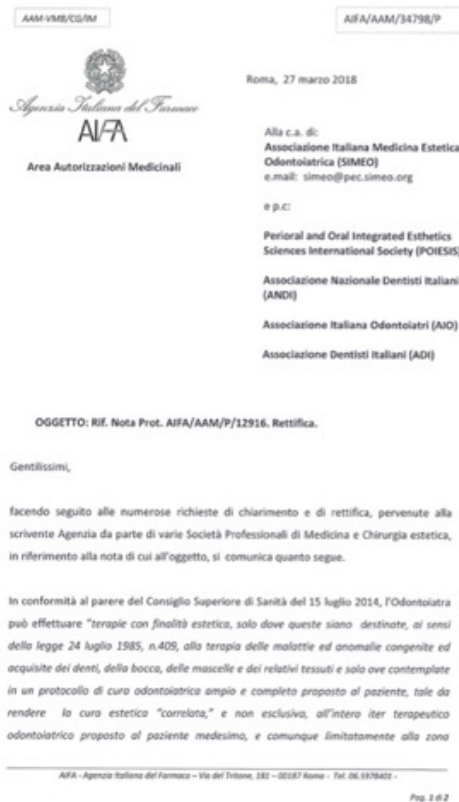 AAM-VMB/CG/IM
AIFA/AAM/34798/P
Agenzia Italiana del Farmaco
AIFA
Area Autorizzazioni Medicinali
Roma, 27 marzo 2018
Alla c.a. di:
Associazione Italiana Medicina Estetica
Odontoiatrica (SIMEO)
e.mail: simeo@pec.simeo.org
e p.c:
Perioral and Oral Integrated Esthetics
Sciences International Society (POIESIS)
Associazione Nazionale Dentisti Italiani
(ANDI)
Associazione Italiana Odontoiatri (AIO)
Associazione Dentisti Italiani (ADI)
OGGETTO: Rif. Nota Prot. AIFA/AAM/P/12916. Rettifica.
Gentilissimi,
facendo seguito alle numerose richieste di chiarimento e di rettifica, pervenute alla
scrivente Agenzia da parte di varie Società Professionali di Medicina e Chirurgia estetica,
in riferimento alla nota di cui all'oggetto, si comunica quanto segue.
In conformità al parere del Consiglio Superiore di Sanità del 15 luglio 2014, l'Odontoiatra
può effettuare "terapie con finalità estetica, solo dove queste siano destinate, ai sensi
della legge 24 luglio 1985, n.409, alla terapia delle malattie ed anomalie congenite ed
acquisite dei denti, della bocca, delle mascelle e dei relativi tessuti e solo ove contemplate
in un protocollo di cura odontoiatrica ampio e completo proposto al paziente, tale da
rendere la cura estetica "correlata," e non esclusiva, all'intero iter terapeutico
odontoiatrico proposto al paziente medesimo, e comunque limitatamente alla zona
AIFA - Agenzia Italiana del Farmaco – Via del Tritone, 181 – 00187 Roma - Tel. 06.5978401 -
Pag. 1 di 2